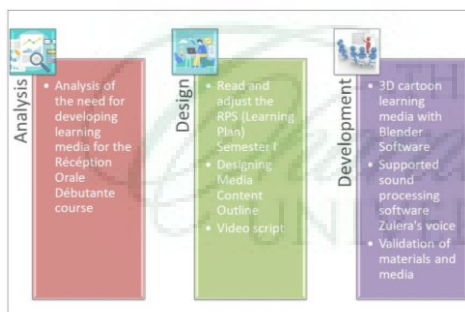 Analysis
• Analysis of
the need for
developing
learning
media for the
Réception
Orale
Débutante
course
Design
• Read and
adjust the
RPS (Learning
Plan)
Semester I
• Designing
Media
Content
Outline
• Video script
Development
• 3D cartoon
learning
media with
Blender
Software
• Supported
sound
processing
software
Zulera's voice
• Validation of
materials and
media